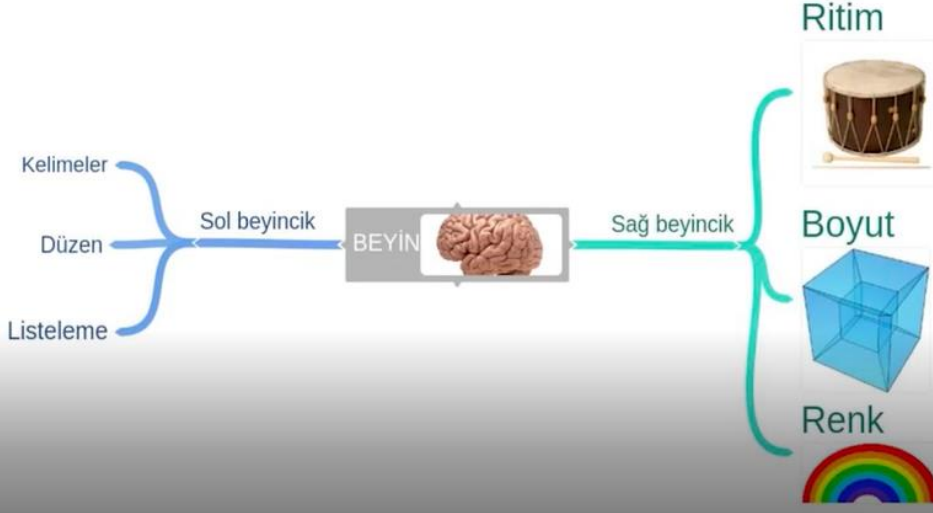 Ritim
Kelimeler
Sol beyincik
Sağ beyincik
Boyut
BEYİN
Düzen
Listeleme
Renk